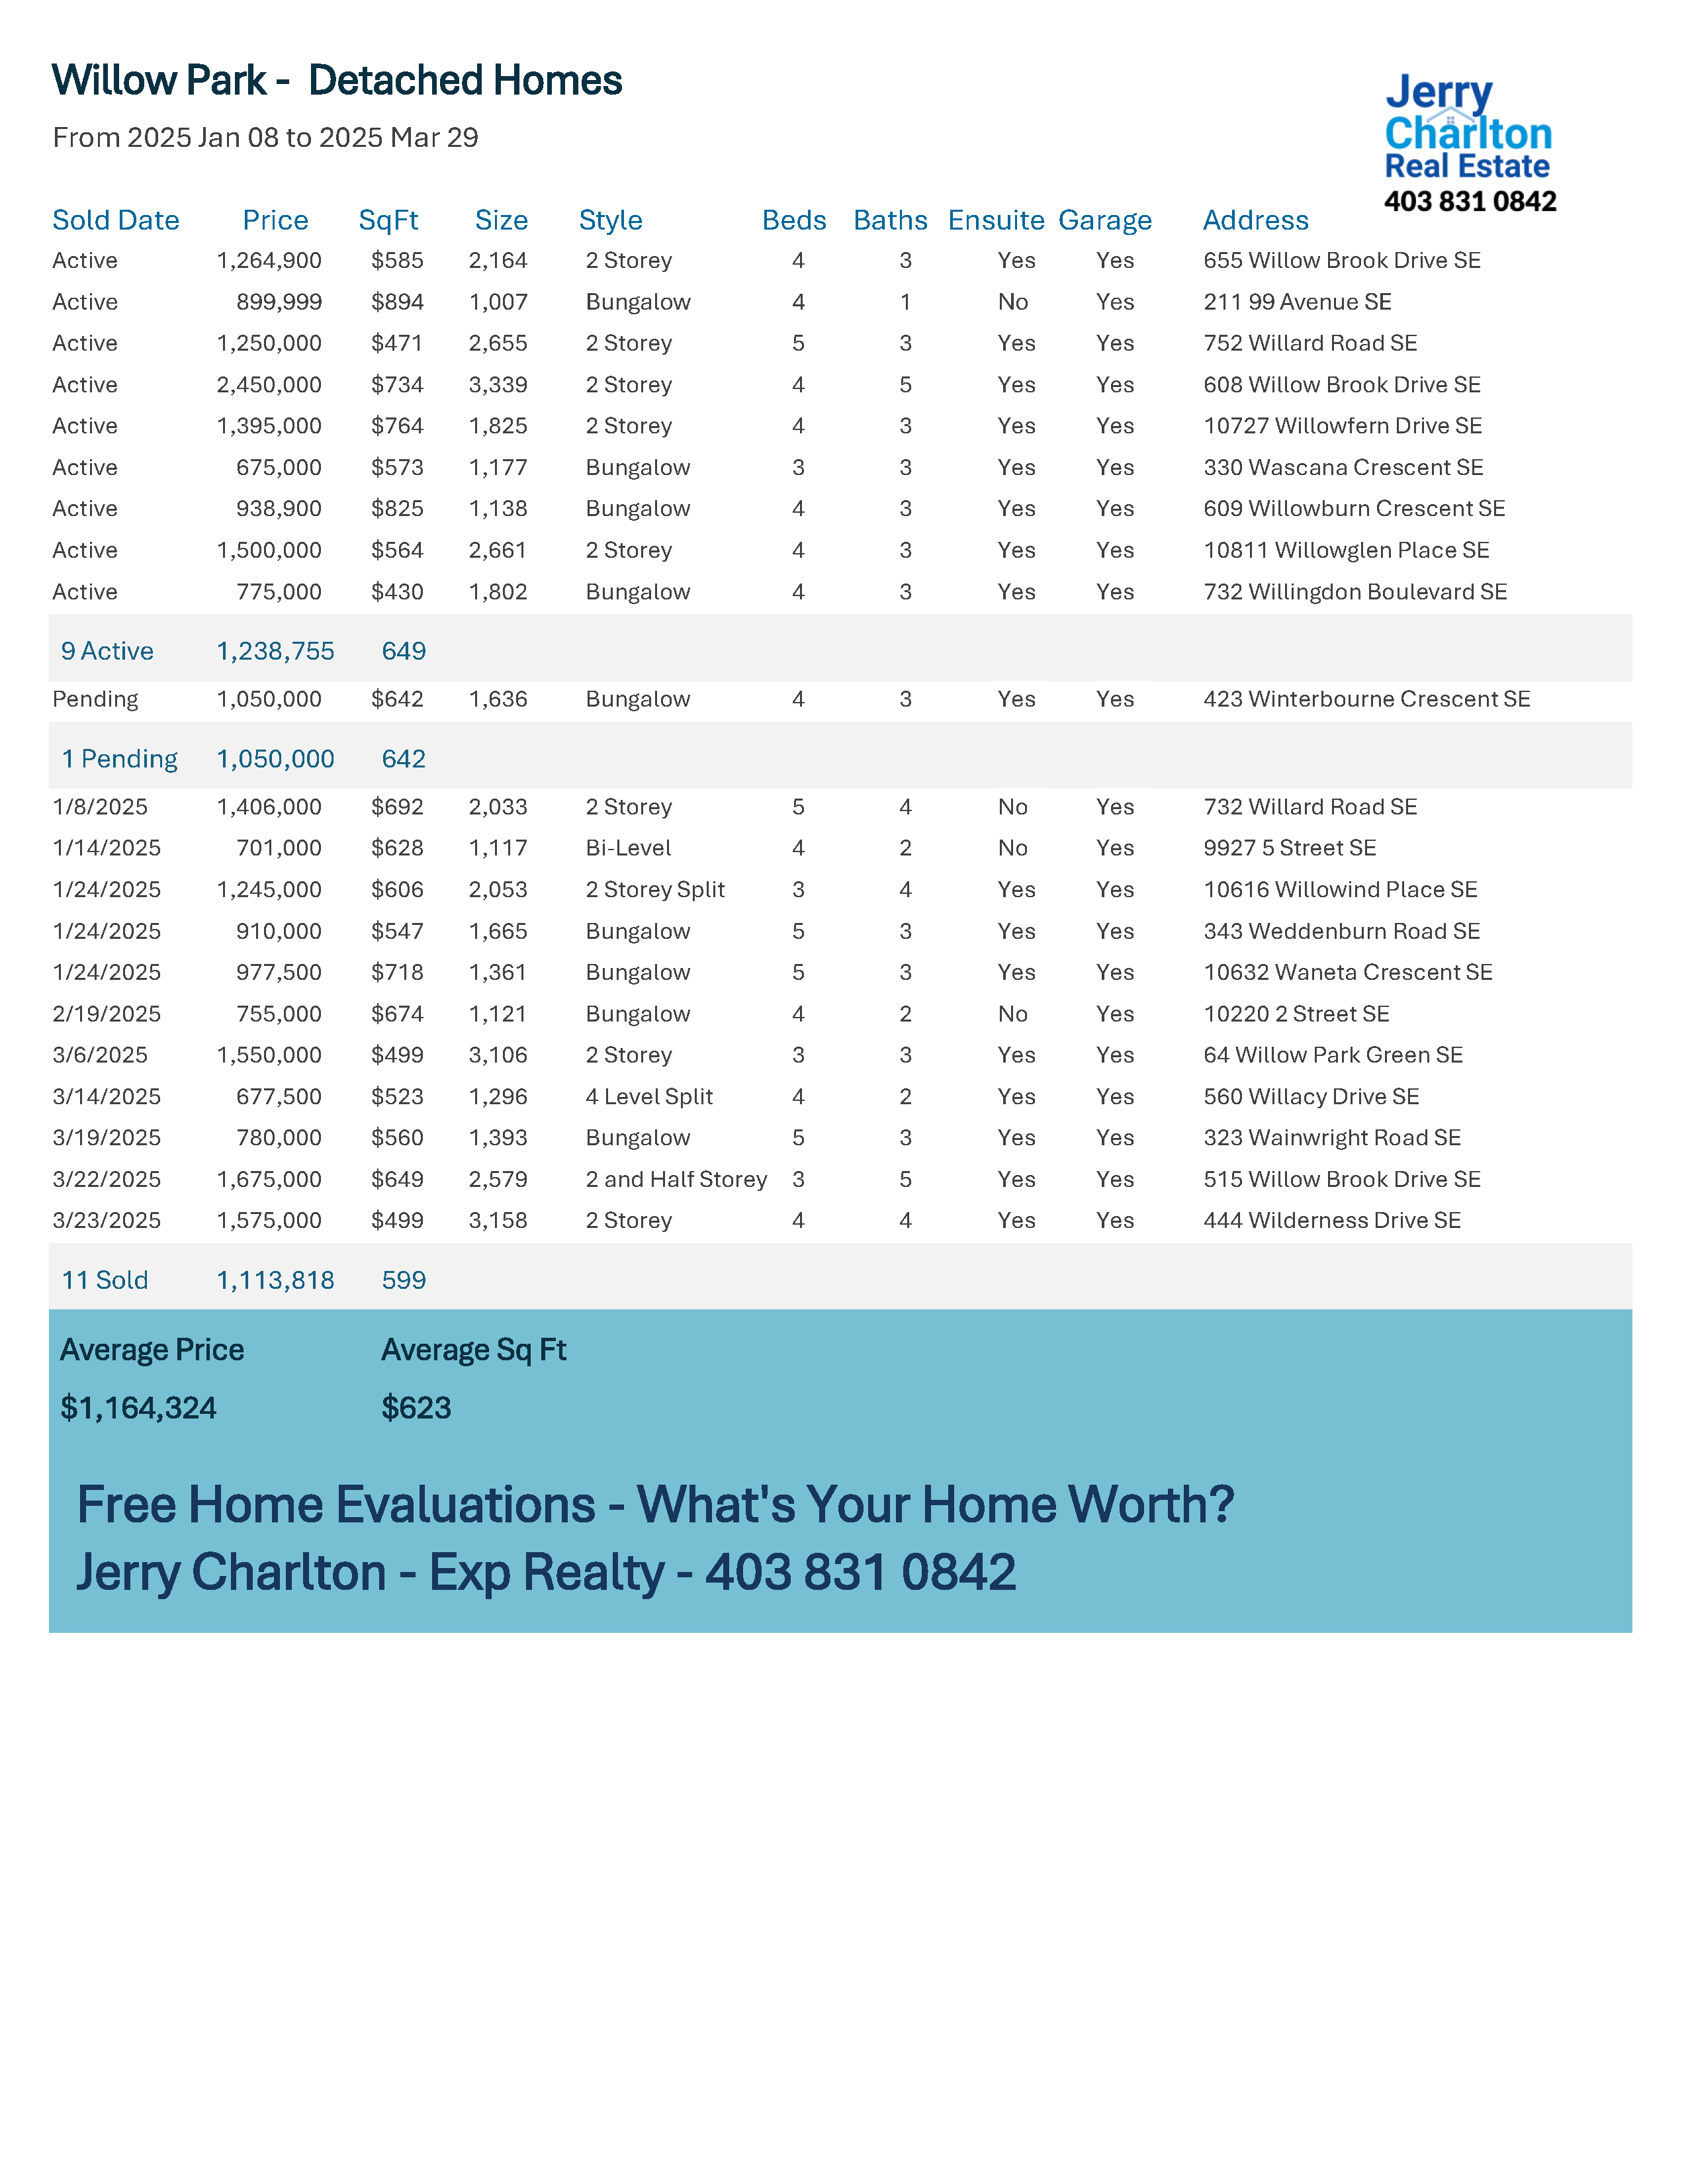 Willow Park - Detached Homes
From 2025 Jan 08 to 2025 Mar 29
Jerry
Charlton
Real Estate
403 831 0842
Sold Date Price SqFt Size Style Beds Baths Ensuite Garage Address
Active 1,264,900 $585 2,164 2 Storey 4 3 Yes Yes 655 Willow Brook Drive SE
Active 899,999 $894 1,007 Bungalow 4 1 No Yes 211 99 Avenue SE
Active 1,250,000 $471 2,655 2 Storey 5 3 Yes Yes 752 Willard Road SE
Active 2,450,000 $734 3,339 2 Storey 4 5 Yes Yes 608 Willow Brook Drive SE
Active 1,395,000 $764 1,825 2 Storey 4 3 Yes Yes 10727 Willowfern Drive SE
Active 675,000 $573 1,177 Bungalow 3 3 Yes Yes 330 Wascana Crescent SE
Active 938,900 $825 1,138 Bungalow 4 3 Yes Yes 609 Willowburn Crescent SE
Active 1,500,000 $564 2,661 2 Storey 4 3 Yes Yes 10811 Willowglen Place SE
Active 775,000 $430 1,802 Bungalow 4 3 Yes Yes 732 Willingdon Boulevard SE
9 Active 1,238,755 649
Pending 1,050,000 $642 1,636 Bungalow 4 3 Yes Yes 423 Winterbourne Crescent SE
1 Pending 1,050,000 642
1/8/2025 1,406,000 $692 2,033 2 Storey 5 4 No Yes 732 Willard Road SE
1/14/2025 701,000 $628 1,117 Bi-Level 4 2 No Yes 9927 5 Street SE
1/24/2025 1,245,000 $606 2,053 2 Storey Split 3 4 Yes Yes 10616 Willowind Place SE
1/24/2025 910,000 $547 1,665 Bungalow 5 3 Yes Yes 343 Weddenburn Road SE
1/24/2025 977,500 $718 1,361 Bungalow 5 3 Yes Yes 10632 Waneta Crescent SE
2/19/2025 755,000 $674 1,121 Bungalow 4 2 No Yes 10220 2 Street SE
3/6/2025 1,550,000 $499 3,106 2 Storey 3 3 Yes Yes 64 Willow Park Green SE
3/14/2025 677,500 $523 1,296 4 Level Split 4 2 Yes Yes 560 Willacy Drive SE
3/19/2025 780,000 $560 1,393 Bungalow 5 3 Yes Yes 323 Wainwright Road SE
3/22/2025 1,675,000 $649 2,579 2 and Half Storey 3 5 Yes Yes 515 Willow Brook Drive SE
3/23/2025 1,575,000 $499 3,158 2 Storey 4 4 Yes Yes 444 Wilderness Drive SE
11 Sold 1,113,818 599
Average Price Average Sq Ft
$1,164,324 $623
Free Home Evaluations - What's Your Home Worth?
Jerry Charlton - Exp Realty - 403 831 0842